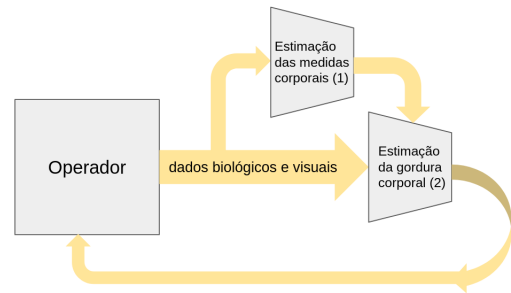 Estimação
das medidas
corporais (1)
Operador
dados biológicos e visuais
Estimação
da gordura
corporal (2)